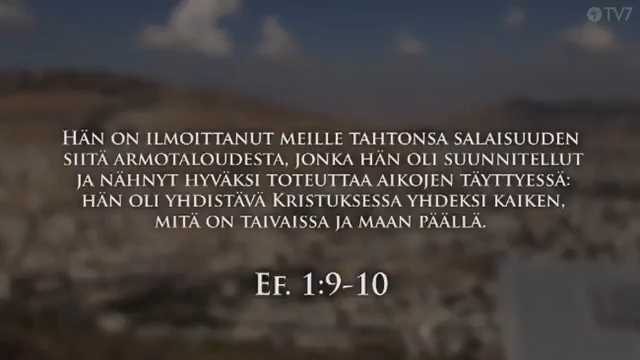 TV7
Hän on ilmoittanut meille tahtonsa salaisuuden
siitä armotaloudesta, jonka hän oli suunnitellut
ja nähnyt hyväksi toteuttaa aikojen täyttyessä:
hän oli yhdistävä Kristuksessa yhdeksi kaiken,
mitä on taivaissa ja maan päällä.
Ef. 1:9-10